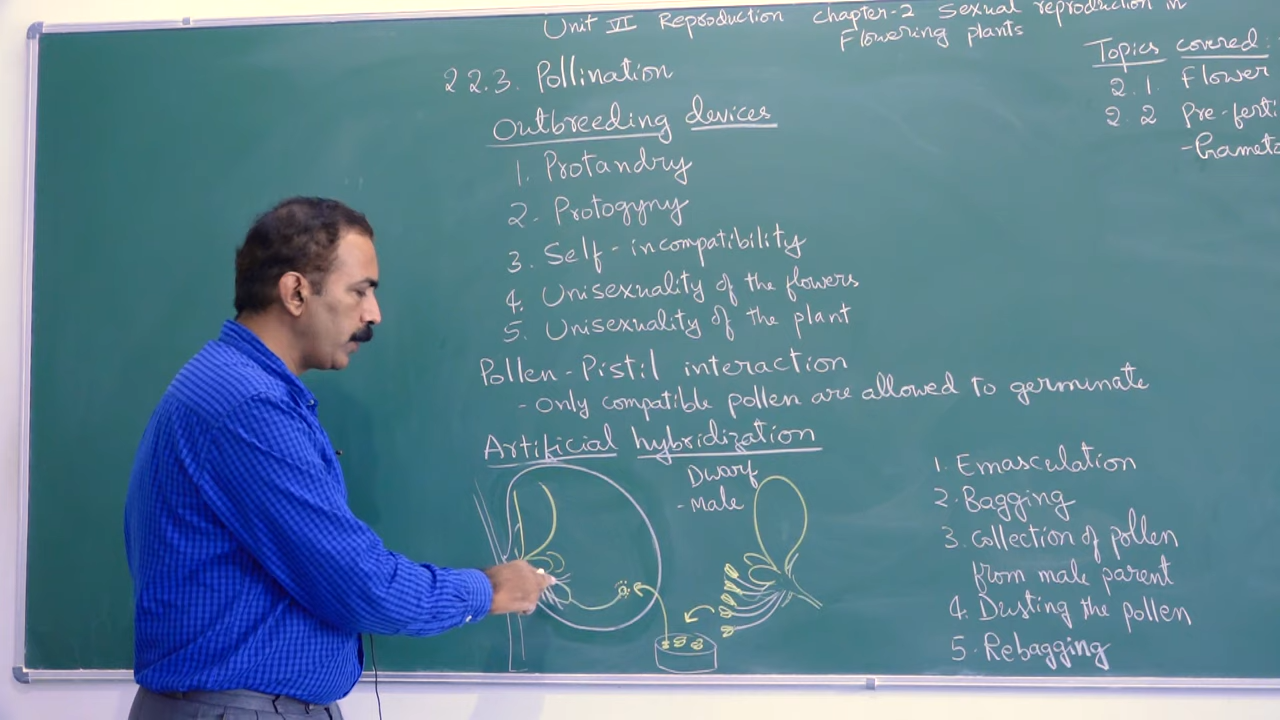 Unit VI Reproduction chapter-2 Sexual reproduction in
Flowering plants
2.2.3. Pollination
Outbreeding devices
1. Protandry
2. Protogyny
3. Self-incompatibility
4. Unisexuality of the flowers
5. Unisexuality of the plant
Pollen-Pistil interaction
- Only compatible pollen are allowed to germinate
Artificial hybridization
Dwarf
- Male
1. Emasculation
2. Bagging
3. Collection of pollen
from male parent
4. Dusting the pollen
5. Rebagging
Topics covered:
2.1. Flower
2.2 Pre-ferti
- Gameto